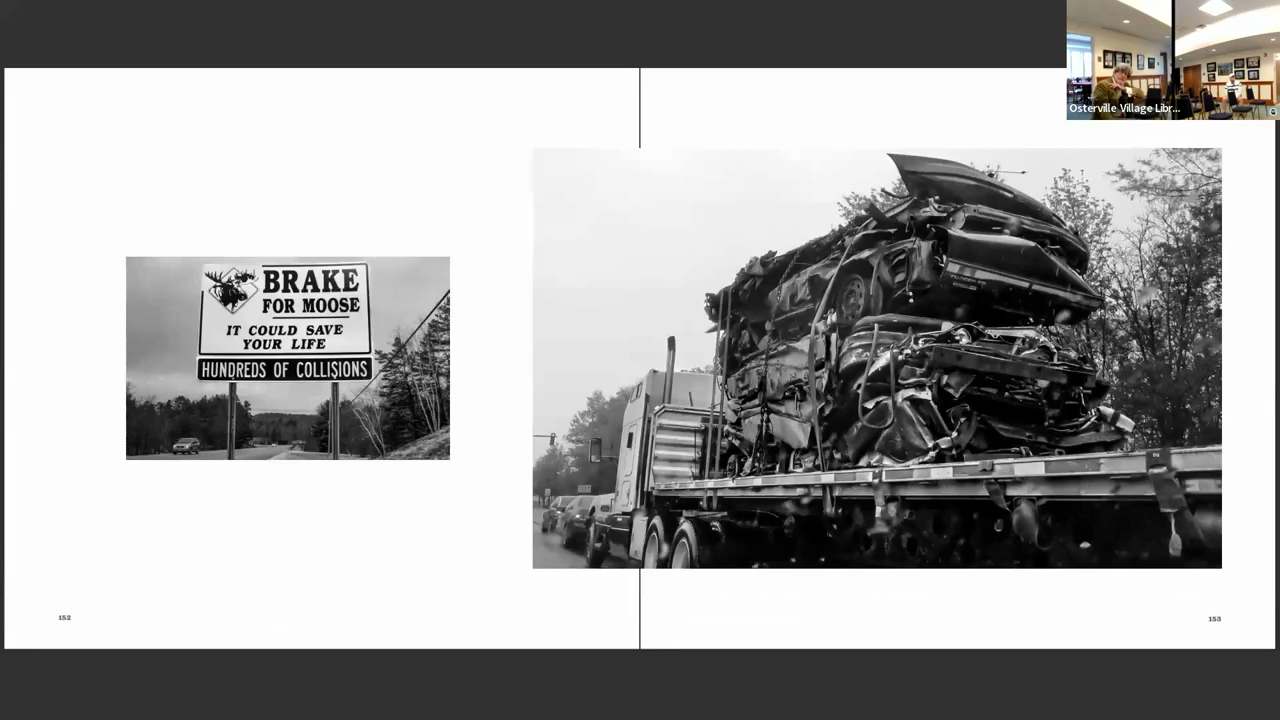 Osterville Village Libr...
BRAKE
FOR MOOSE
IT COULD SAVE
YOUR LIFE
HUNDREDS OF COLLISIONS
152
153